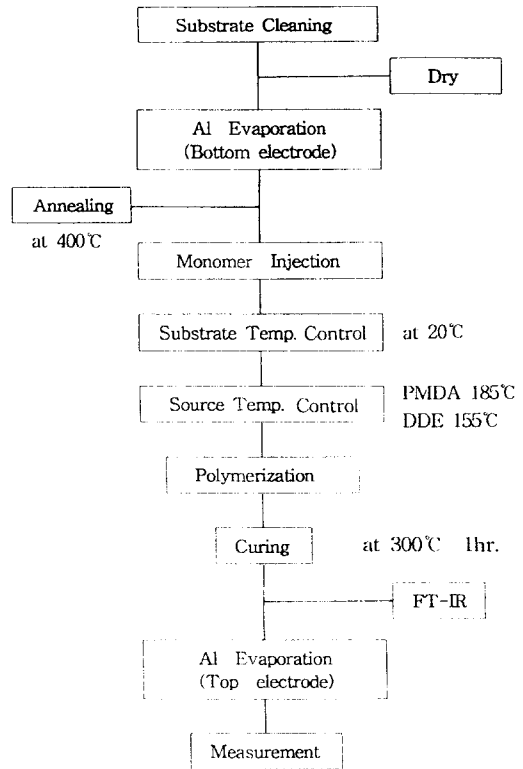 Substrate Cleaning
Dry
Al Evaporation
(Bottom electrode)
Annealing
at 400℃
Monomer Injection
Substrate Temp. Control at 20℃
Source Temp. Control PMDA 185℃
DDE 155℃
Polymerization
Curing at 300℃ 1hr.
FT-IR
Al Evaporation
(Top electrode)
Measurement